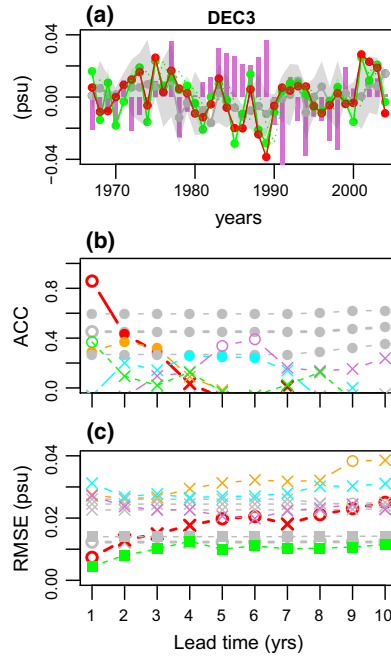 (a) DEC3
(psu)
0.04
0.00
−0.04
1970 1980 1990 2000
years
(b)
ACC
0.8
0.4
0.0
(c)
RMSE (psu)
0.04
0.02
0.00
1 2 3 4 5 6 7 8 9 10
Lead time (yrs)